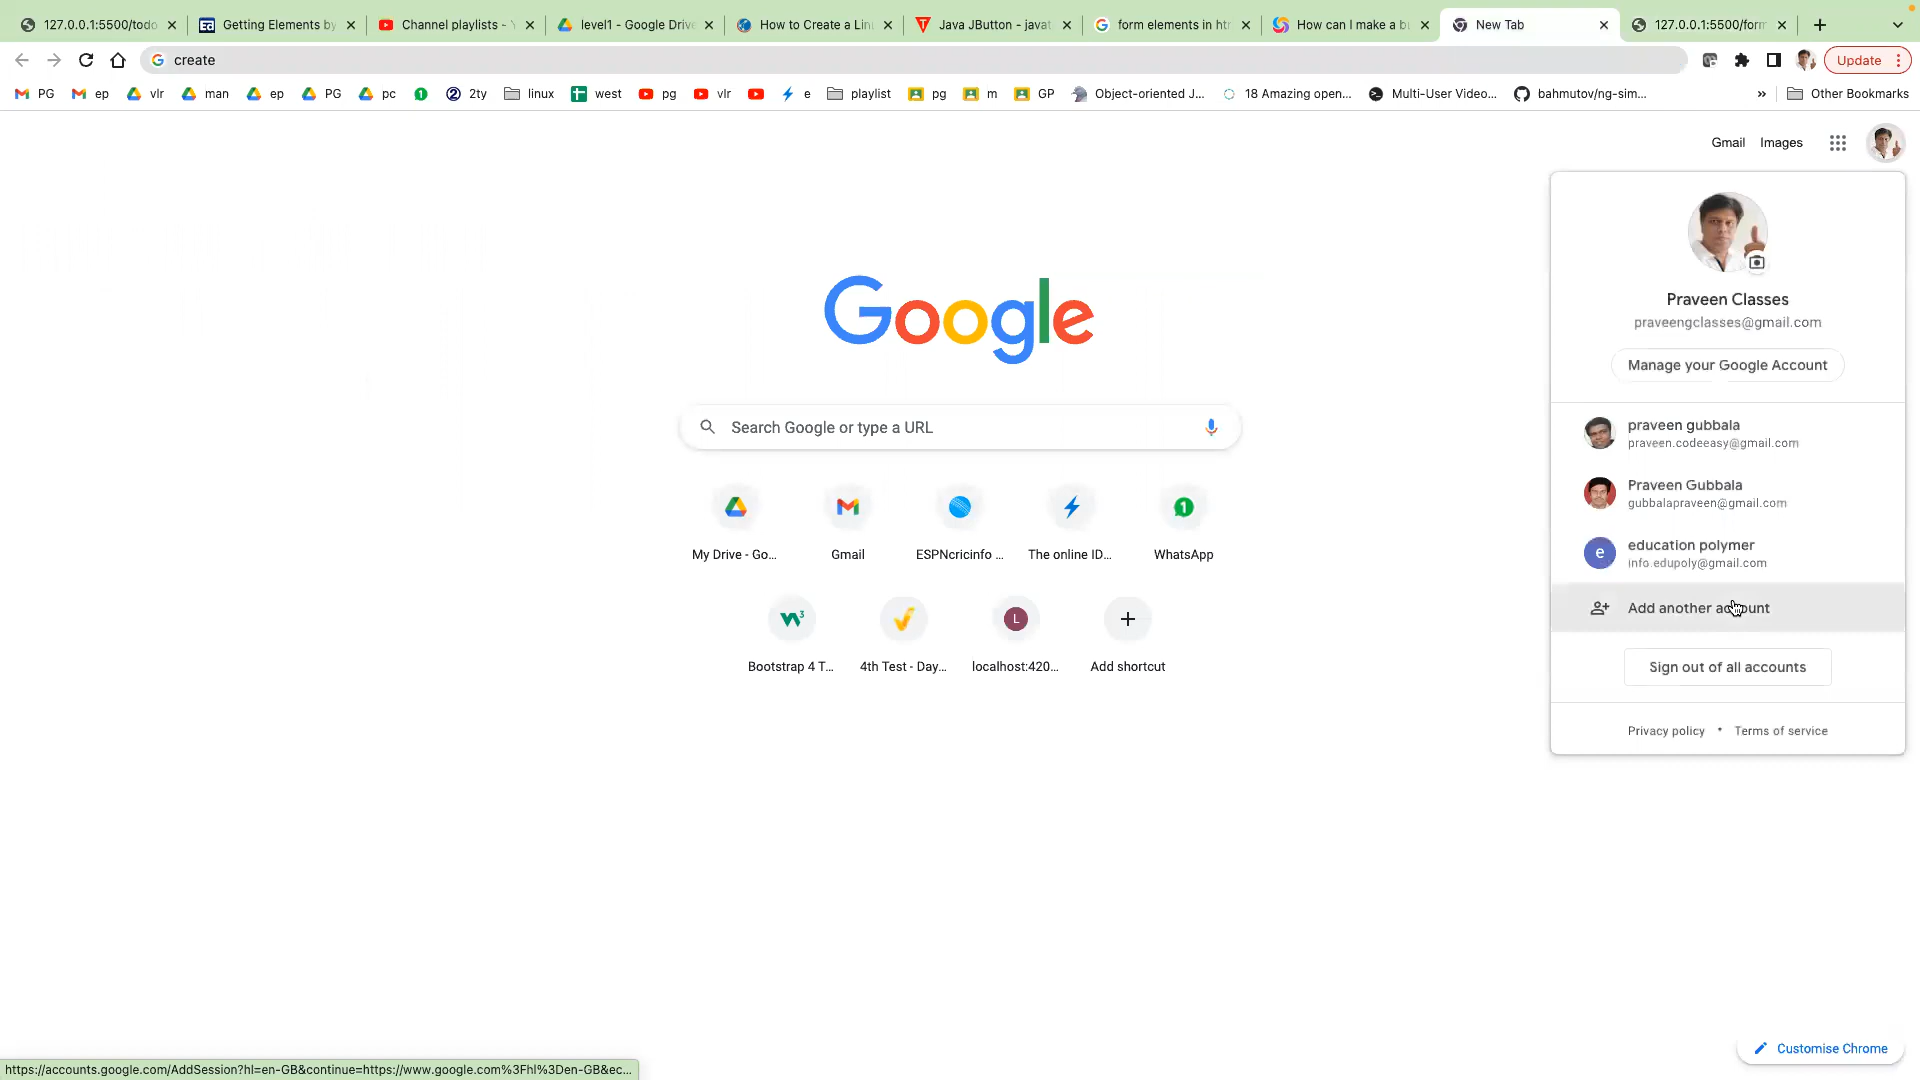 127.0.0.1:5500/todo
Getting Elements by
Channel playlists - Y
level1 - Google Drive
How to Create a Lin
Java JButton - javat
form elements in ht
How can I make a b
New Tab
127.0.0.1:5500/form
create
Update
PG
ep
vlr
man
ep
PG
pc
2ty
linux
west
pg
vlr
e
playlist
pg
m
GP
Object-oriented J...
18 Amazing open...
Multi-User Video...
bahmutov/ng-sim...
»
Other Bookmarks
Gmail
Images
Praveen Classes
praveengclasses@gmail.com
Manage your Google Account
praveen gubbala
praveen.codeeasy@gmail.com
Praveen Gubbala
gubbalapraveen@gmail.com
e
education polymer
info.edupoly@gmail.com
Add another account
Sign out of all accounts
Privacy policy • Terms of service
Google
Search Google or type a URL
My Drive - Go...
Gmail
ESPNcricinfo ...
The online ID...
1
WhatsApp
W3
Bootstrap 4 T...
4th Test - Day...
L
localhost:420...
Add shortcut
Customise Chrome
https://accounts.google.com/AddSession?hl=en-GB&continue=https://www.google.com%3Fhl%3Den-GB&ec...